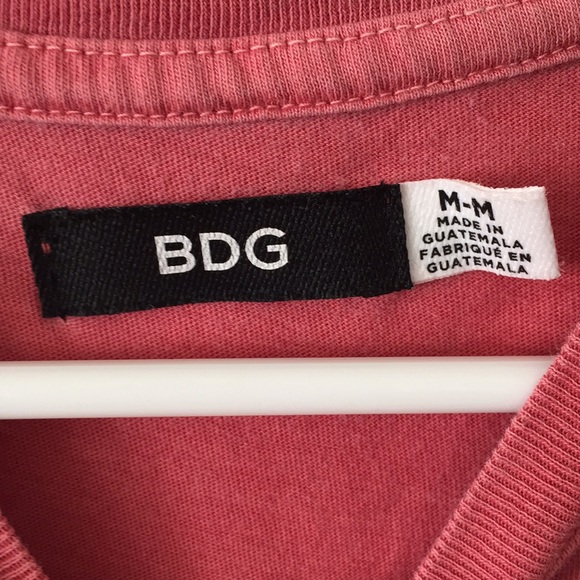 BDG
M-M
MADE IN
GUATEMALA
FABRIQUÉ EN
GUATEMALA